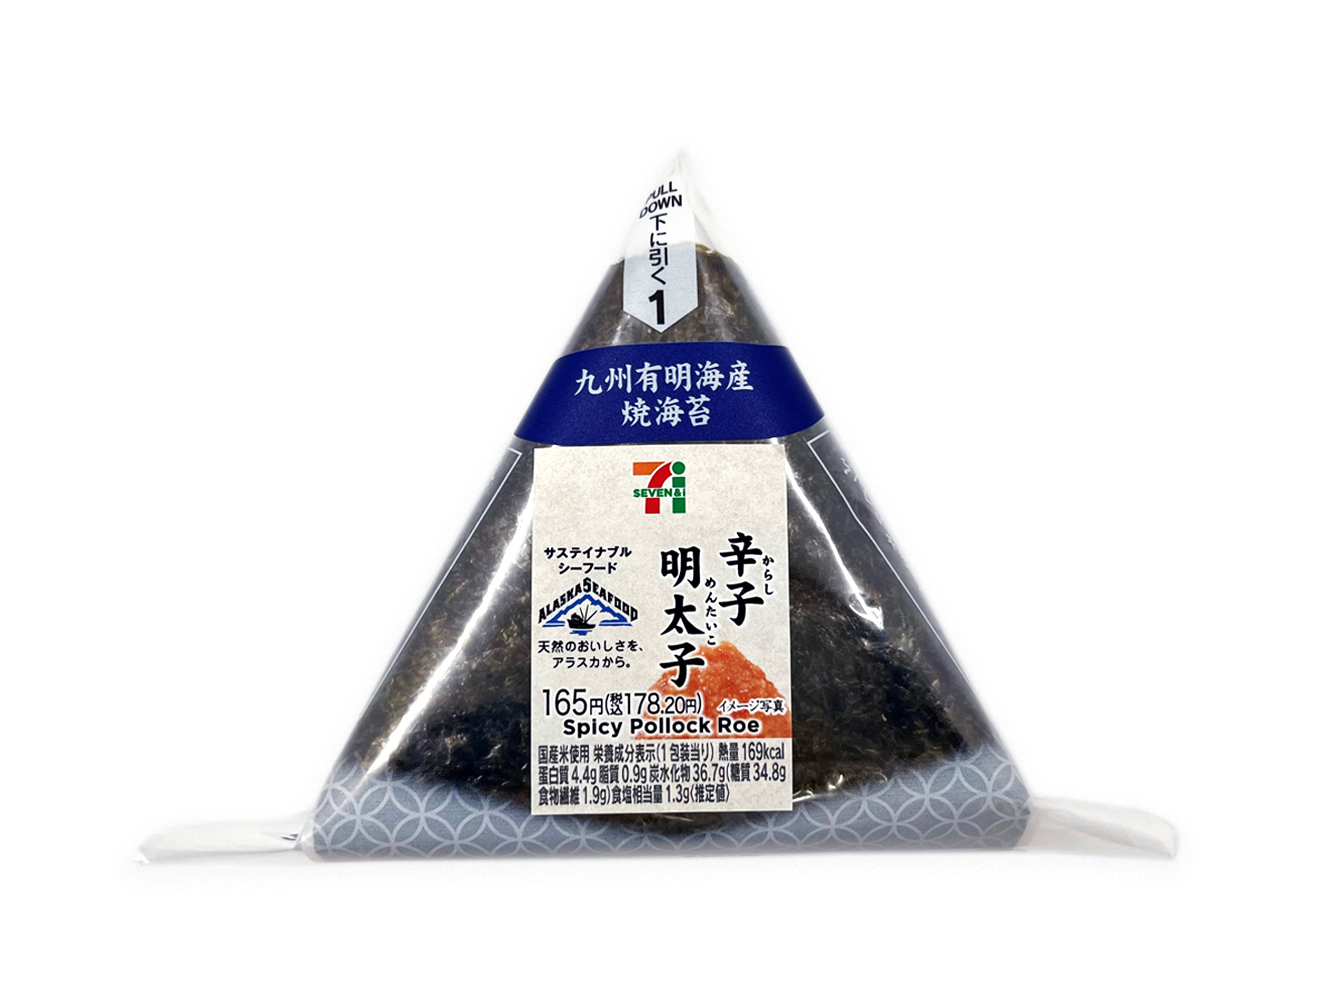 PULL
DOWN
下に引く
1
九州有明海産
焼海苔
SEVEN&i
辛子
からし
明太子
めんたいこ
サステイナブル
シーフード
ALASKA SEAFOOD
天然のおいしさを、
アラスカから。
165円(税込178.20円)
イメージ写真
Spicy Pollock Roe
国産米使用 栄養成分表示(1包装当り) 熱量169kcal
蛋白質4.4g 脂質0.9g 炭水化物36.7g(糖質34.8g
食物繊維1.9g)食塩相当量1.3g〈推定値〉